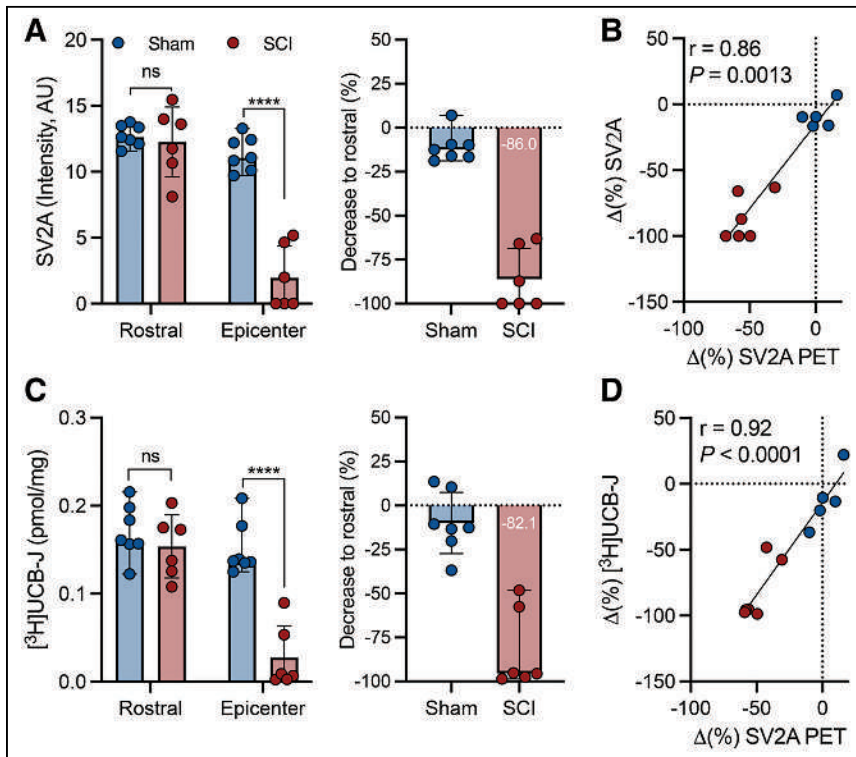 A
Sham
SCI
SV2A (Intensity, AU)
20
15
10
5
0
ns
****
Rostral
Epicenter
Decrease to rostral (%)
50
25
0
-25
-50
-75
-100
-86.0
Sham
SCI
B
r = 0.86
P = 0.0013
Δ(%) SV2A
50
0
-50
-100
-150
-100
-50
0
Δ(%) SV2A PET
C
[³H]UCB-J (pmol/mg)
0.3
0.2
0.1
0.0
ns
****
Rostral
Epicenter
Decrease to rostral (%)
50
25
0
-25
-50
-75
-100
-82.1
Sham
SCI
D
r = 0.92
P < 0.0001
Δ(%) [³H]UCB-J
50
0
-50
-100
-150
-100
-50
0
Δ(%) SV2A PET